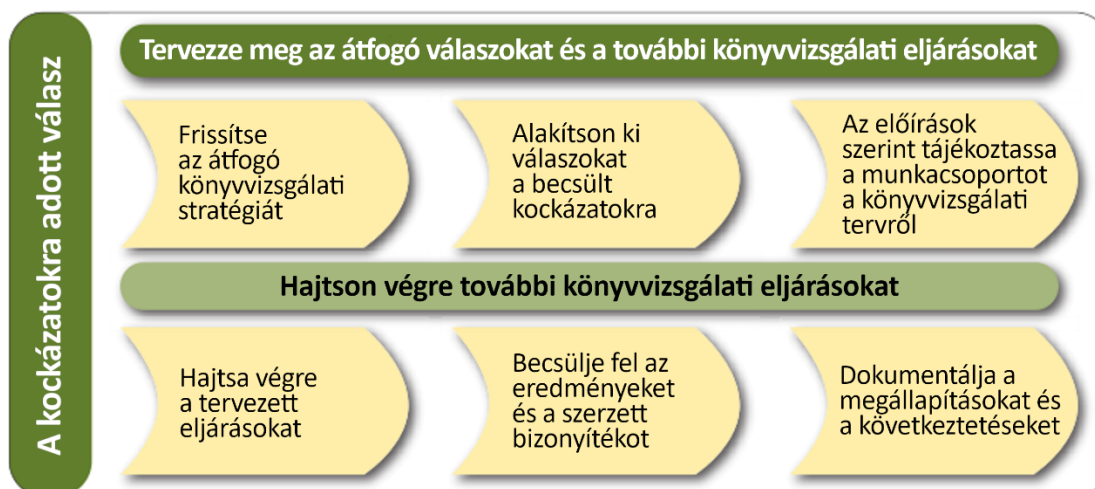 A kockázatokra adott válasz
Tervezze meg az átfogó válaszokat és a további könyvvizsgálati eljárásokat
Frissítse
az átfogó
könyvvizsgálati
stratégiát
Alakítson ki
válaszokat
a becsült
kockázatokra
Az előírások
szerint tájékoztassa
a munkacsoportot
a könyvvizsgálati
tervről
Hajtson végre további könyvvizsgálati eljárásokat
Hajtsa végre
a tervezett
eljárásokat
Becsülje fel az
eredményeket
és a szerzett
bizonyítékot
Dokumentálja a
megállapításokat és
a következtetéseket